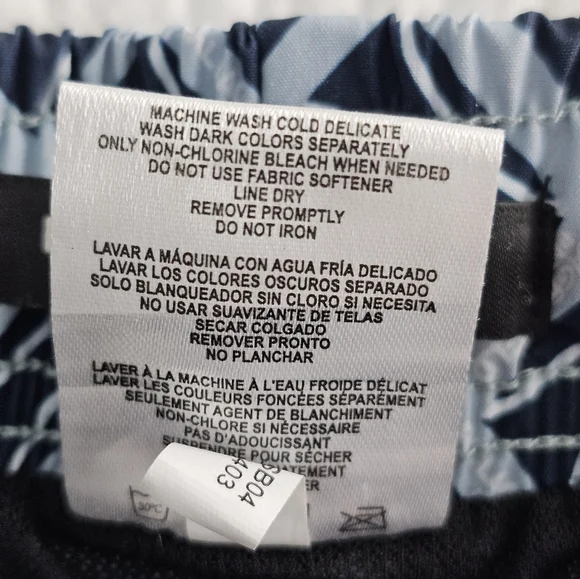 MACHINE WASH COLD DELICATE
WASH DARK COLORS SEPARATELY
ONLY NON-CHLORINE BLEACH WHEN NEEDED
DO NOT USE FABRIC SOFTENER
LINE DRY
REMOVE PROMPTLY
DO NOT IRON
LAVAR A MÁQUINA CON AGUA FRÍA DELICADO
LAVAR LOS COLORES OSCUROS SEPARADO
SOLO BLANQUEADOR SIN CLORO SI NECESITA
NO USAR SUAVIZANTE DE TELAS
SECAR COLGADO
REMOVER PRONTO
NO PLANCHAR
LAVER À LA MACHINE À L'EAU FROIDE DÉLICAT
LAVER LES COULEURS FONCÉES SÉPARÉMENT
SEULEMENT AGENT DE BLANCHIMENT
NON-CHLORE SI NÉCESSAIRE
PAS D'ADOUCISSANT
SUSPENDRE POUR SÉCHER
30°C